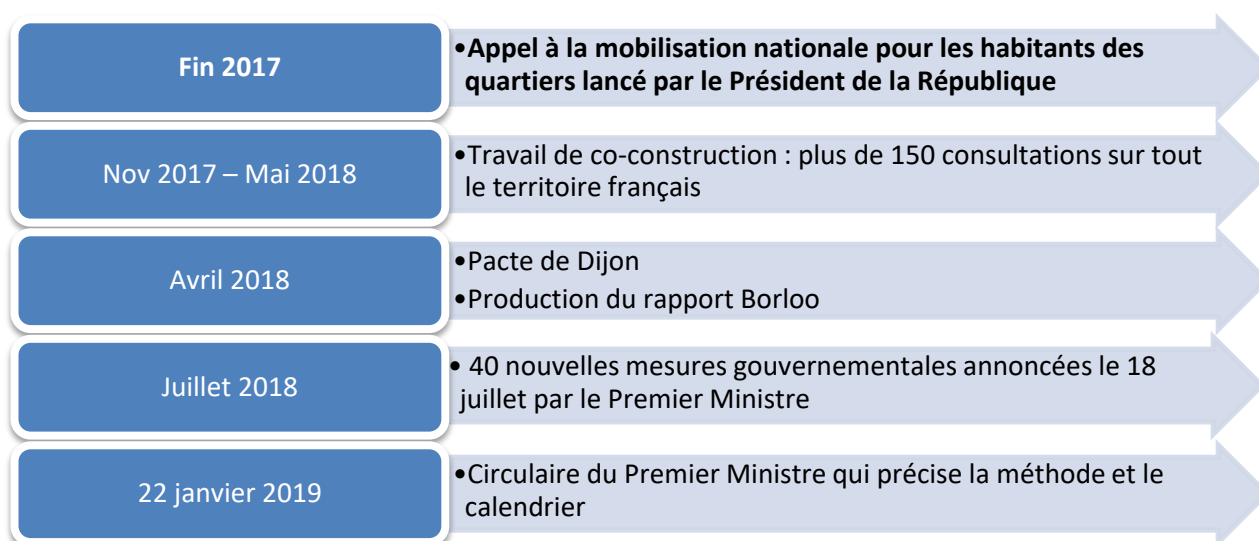 Fin 2017
•Appel à la mobilisation nationale pour les habitants des
quartiers lancé par le Président de la République
Nov 2017 – Mai 2018
•Travail de co-construction : plus de 150 consultations sur tout
le territoire français
Avril 2018
•Pacte de Dijon
•Production du rapport Borloo
Juillet 2018
• 40 nouvelles mesures gouvernementales annoncées le 18
juillet par le Premier Ministre
22 janvier 2019
•Circulaire du Premier Ministre qui précise la méthode et le
calendrier